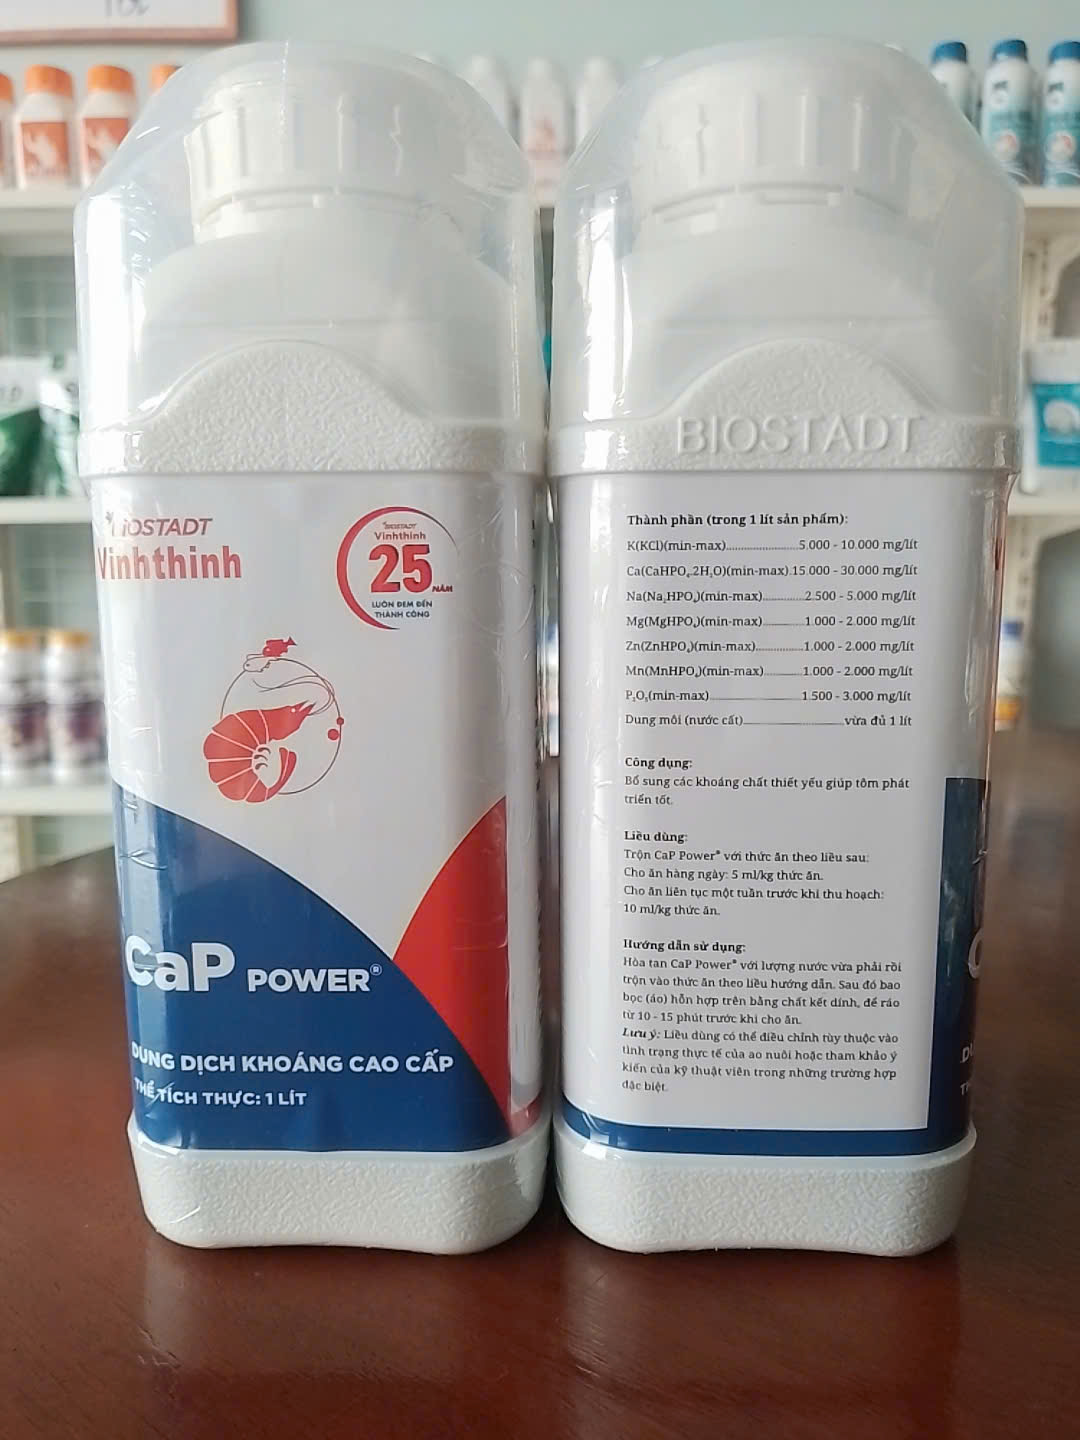 BIOSTADT
Vinhthinh
BIOSTADT
Vinhthinh
25 NĂM
LUÔN ĐEM ĐẾN
THÀNH CÔNG
CaP POWER®
DUNG DỊCH KHOÁNG CAO CẤP
THỂ TÍCH THỰC: 1 LÍT
BIOSTADT
Thành phần (trong 1 lít sản phẩm):
K(KCl)(min-max)......................5.000 - 10.000 mg/lít
Ca(CaHPO₄.2H₂O)(min-max).15.000 - 30.000 mg/lít
Na(Na₂HPO₄)(min-max).............2.500 - 5.000 mg/lít
Mg(MgHPO₄)(min-max).............1.000 - 2.000 mg/lít
Zn(ZnHPO₄)(min-max)...............1.000 - 2.000 mg/lít
Mn(MnHPO₄)(min-max)............1.000 - 2.000 mg/lít
P₂O₅(min-max).............................1.500 - 3.000 mg/lít
Dung môi (nước cất)................................vừa đủ 1 lít
Công dụng:
Bổ sung các khoáng chất thiết yếu giúp tôm phát
triển tốt.
Liều dùng:
Trộn CaP Power® với thức ăn theo liều sau:
Cho ăn hàng ngày: 5 ml/kg thức ăn.
Cho ăn liên tục một tuần trước khi thu hoạch:
10 ml/kg thức ăn.
Hướng dẫn sử dụng:
Hòa tan CaP Power® với lượng nước vừa phải rồi
trộn vào thức ăn theo liều hướng dẫn. Sau đó bao
bọc (áo) hỗn hợp trên bằng chất kết dính, để ráo
từ 10 - 15 phút trước khi cho ăn.
Lưu ý: Liều dùng có thể điều chỉnh tùy thuộc vào
tình trạng thực tế của ao nuôi hoặc tham khảo ý
kiến của kỹ thuật viên trong những trường hợp
đặc biệt.